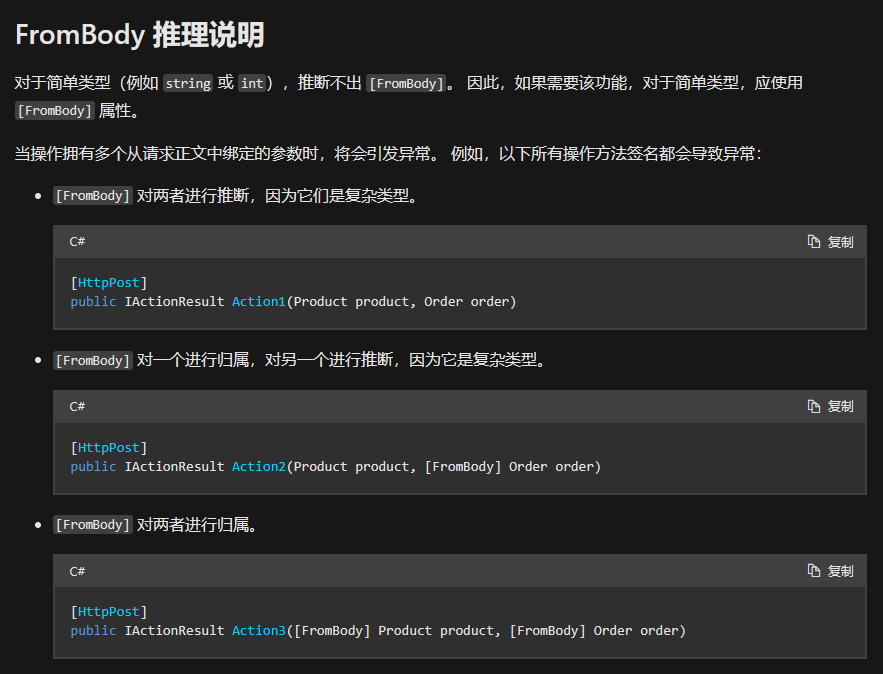 FromBody 推理说明
对于简单类型（例如 string 或 int），推断不出 [FromBody]。 因此，如果需要该功能，对于简单类型，应使用
[FromBody] 属性。
当操作拥有多个从请求正文中绑定的参数时，将会引发异常。 例如，以下所有操作方法签名都会导致异常：
• [FromBody] 对两者进行推断，因为它们是复杂类型。
C# 复制
[HttpPost]
public IActionResult Action1(Product product, Order order)
• [FromBody] 对一个进行归属，对另一个进行推断，因为它是复杂类型。
C# 复制
[HttpPost]
public IActionResult Action2(Product product, [FromBody] Order order)
• [FromBody] 对两者进行归属。
C# 复制
[HttpPost]
public IActionResult Action3([FromBody] Product product, [FromBody] Order order)